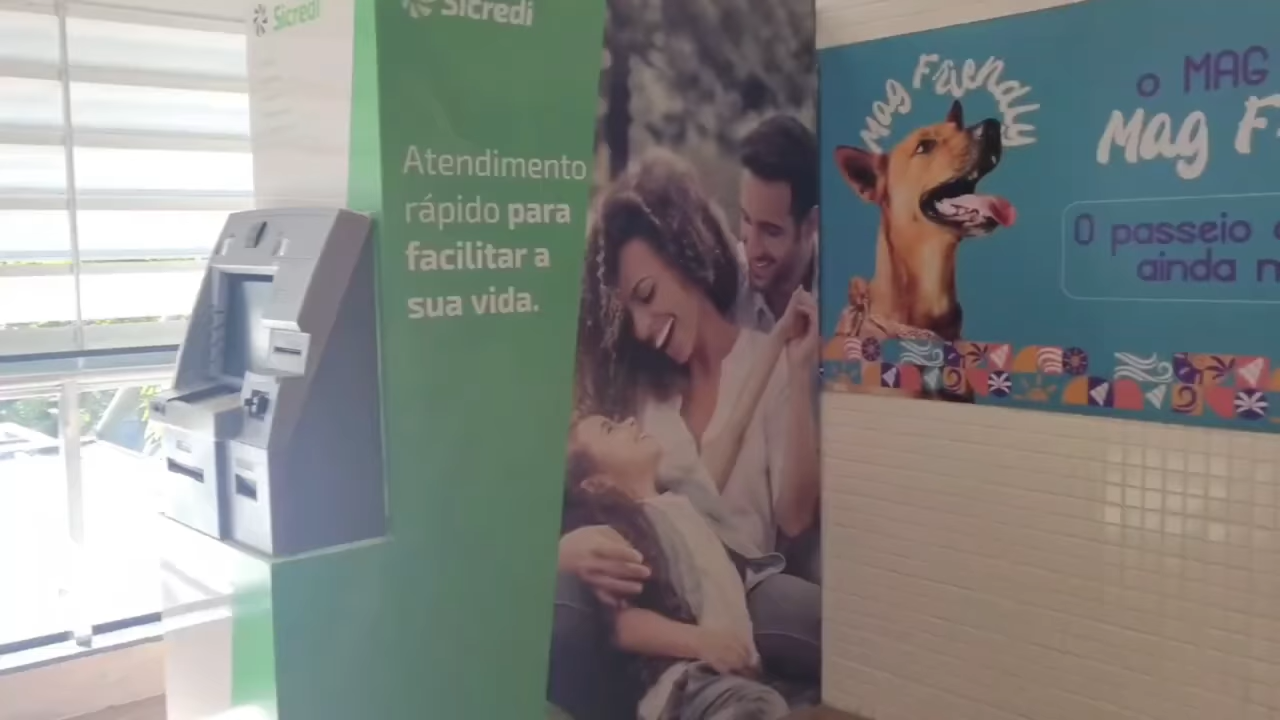 Sicredi
Sicredi
Atendimento
rápido para
facilitar a
sua vida.
Mag Friendly
o MAG
Mag F
O passeio
ainda